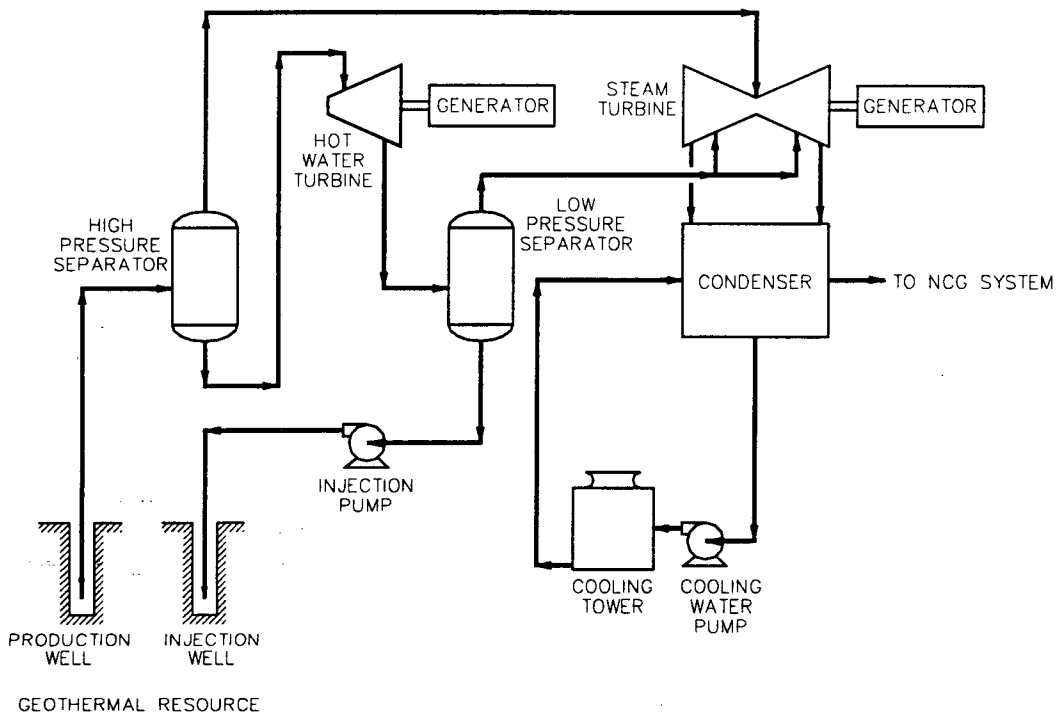 STEAM
TURBINE
GENERATOR
GENERATOR
HOT
WATER
TURBINE
HIGH
PRESSURE
SEPARATOR
LOW
PRESSURE
SEPARATOR
CONDENSER
TO NCG SYSTEM
INJECTION
PUMP
COOLING
TOWER
COOLING
WATER
PUMP
PRODUCTION
WELL
INJECTION
WELL
GEOTHERMAL RESOURCE